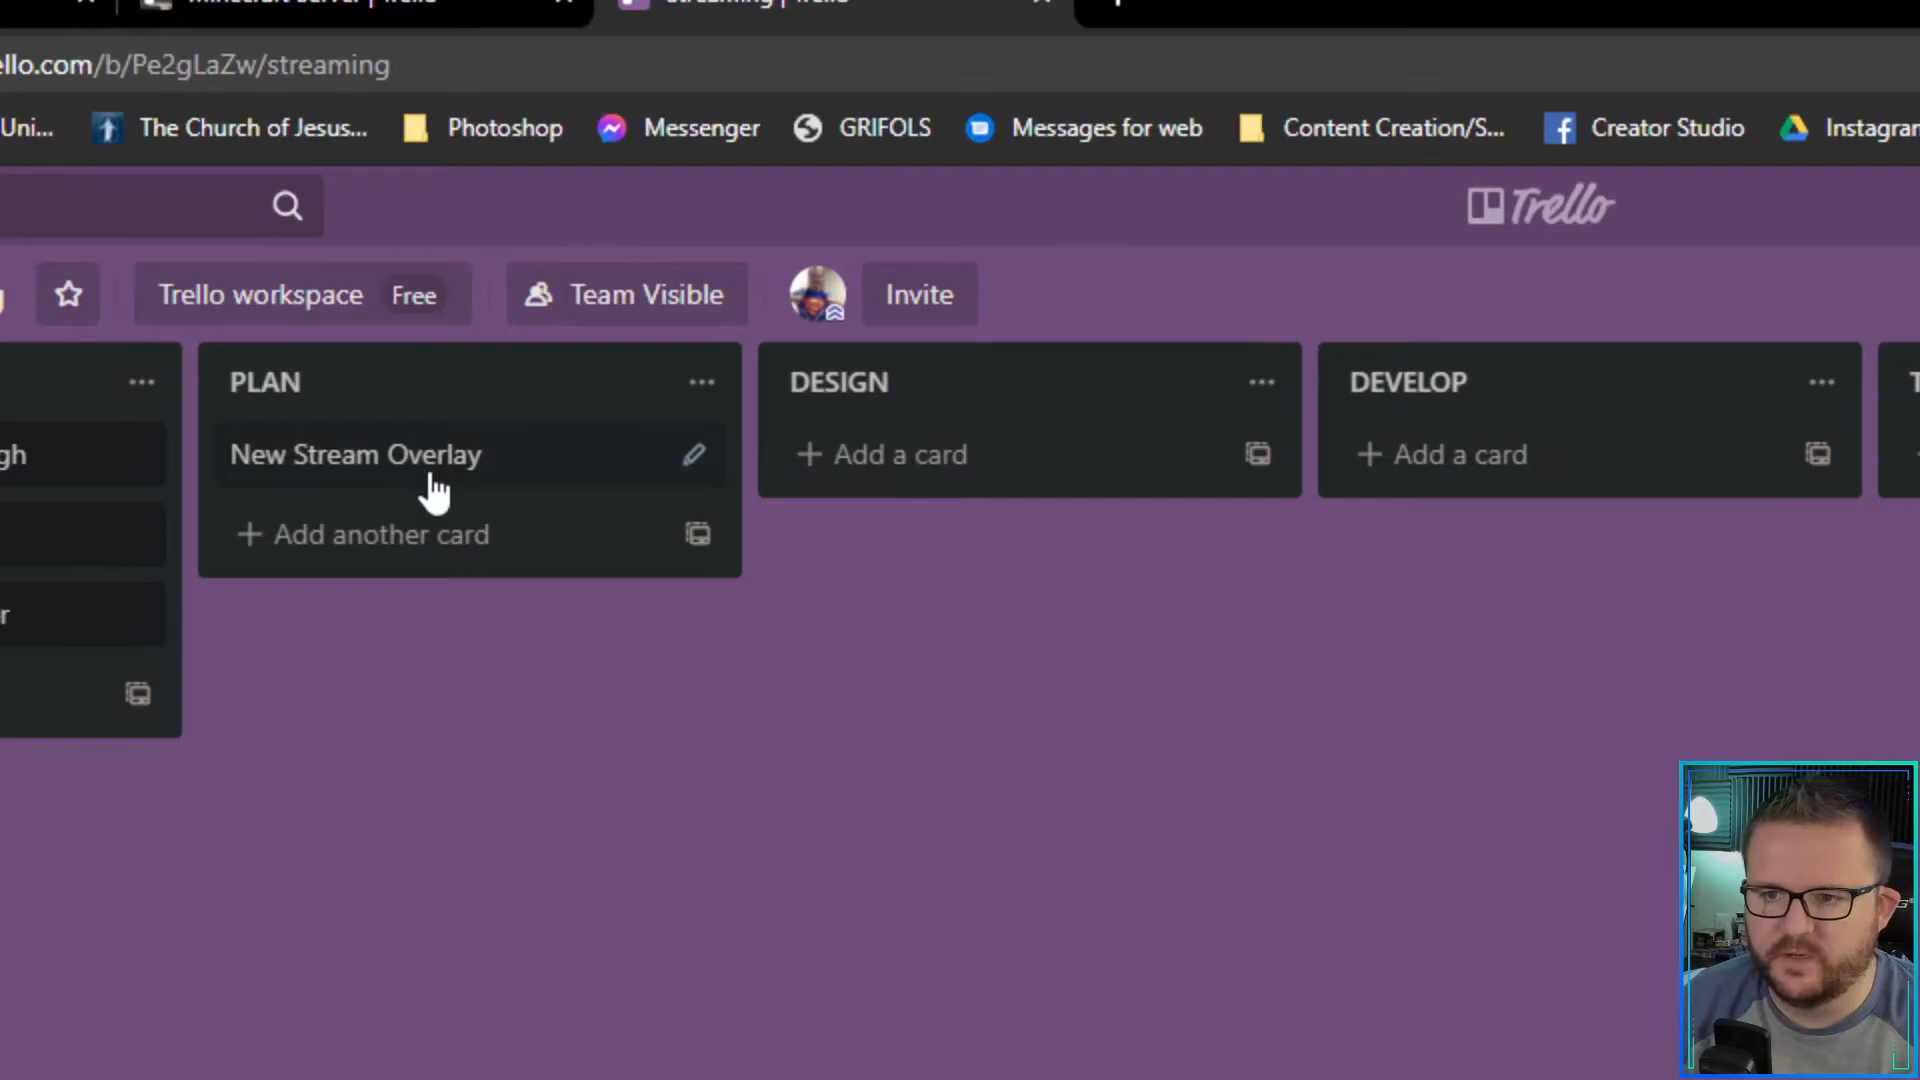 ello.com/b/Pe2gLaZw/streaming
Uni... The Church of Jesus... Photoshop Messenger GRIFOLS Messages for web Content Creation/S... Creator Studio Instagram
Trello
Trello workspace Free Team Visible Invite
PLAN DESIGN DEVELOP
gh New Stream Overlay + Add a card + Add a card
+ Add another card
r